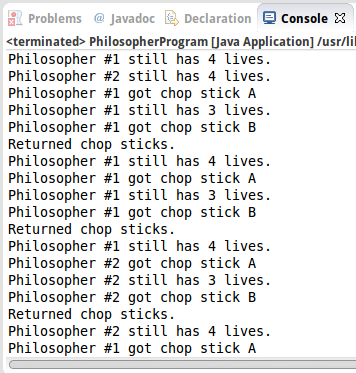 Problems @ Javadoc Declaration Console
<terminated> PhilosopherProgram [Java Application] /usr/lib
Philosopher #1 still has 4 lives.
Philosopher #2 still has 4 lives.
Philosopher #1 got chop stick A
Philosopher #1 still has 3 lives.
Philosopher #1 got chop stick B
Returned chop sticks.
Philosopher #1 still has 4 lives.
Philosopher #1 got chop stick A
Philosopher #1 still has 3 lives.
Philosopher #1 got chop stick B
Returned chop sticks.
Philosopher #1 still has 4 lives.
Philosopher #2 got chop stick A
Philosopher #2 still has 3 lives.
Philosopher #2 got chop stick B
Returned chop sticks.
Philosopher #2 still has 4 lives.
Philosopher #1 got chop stick A